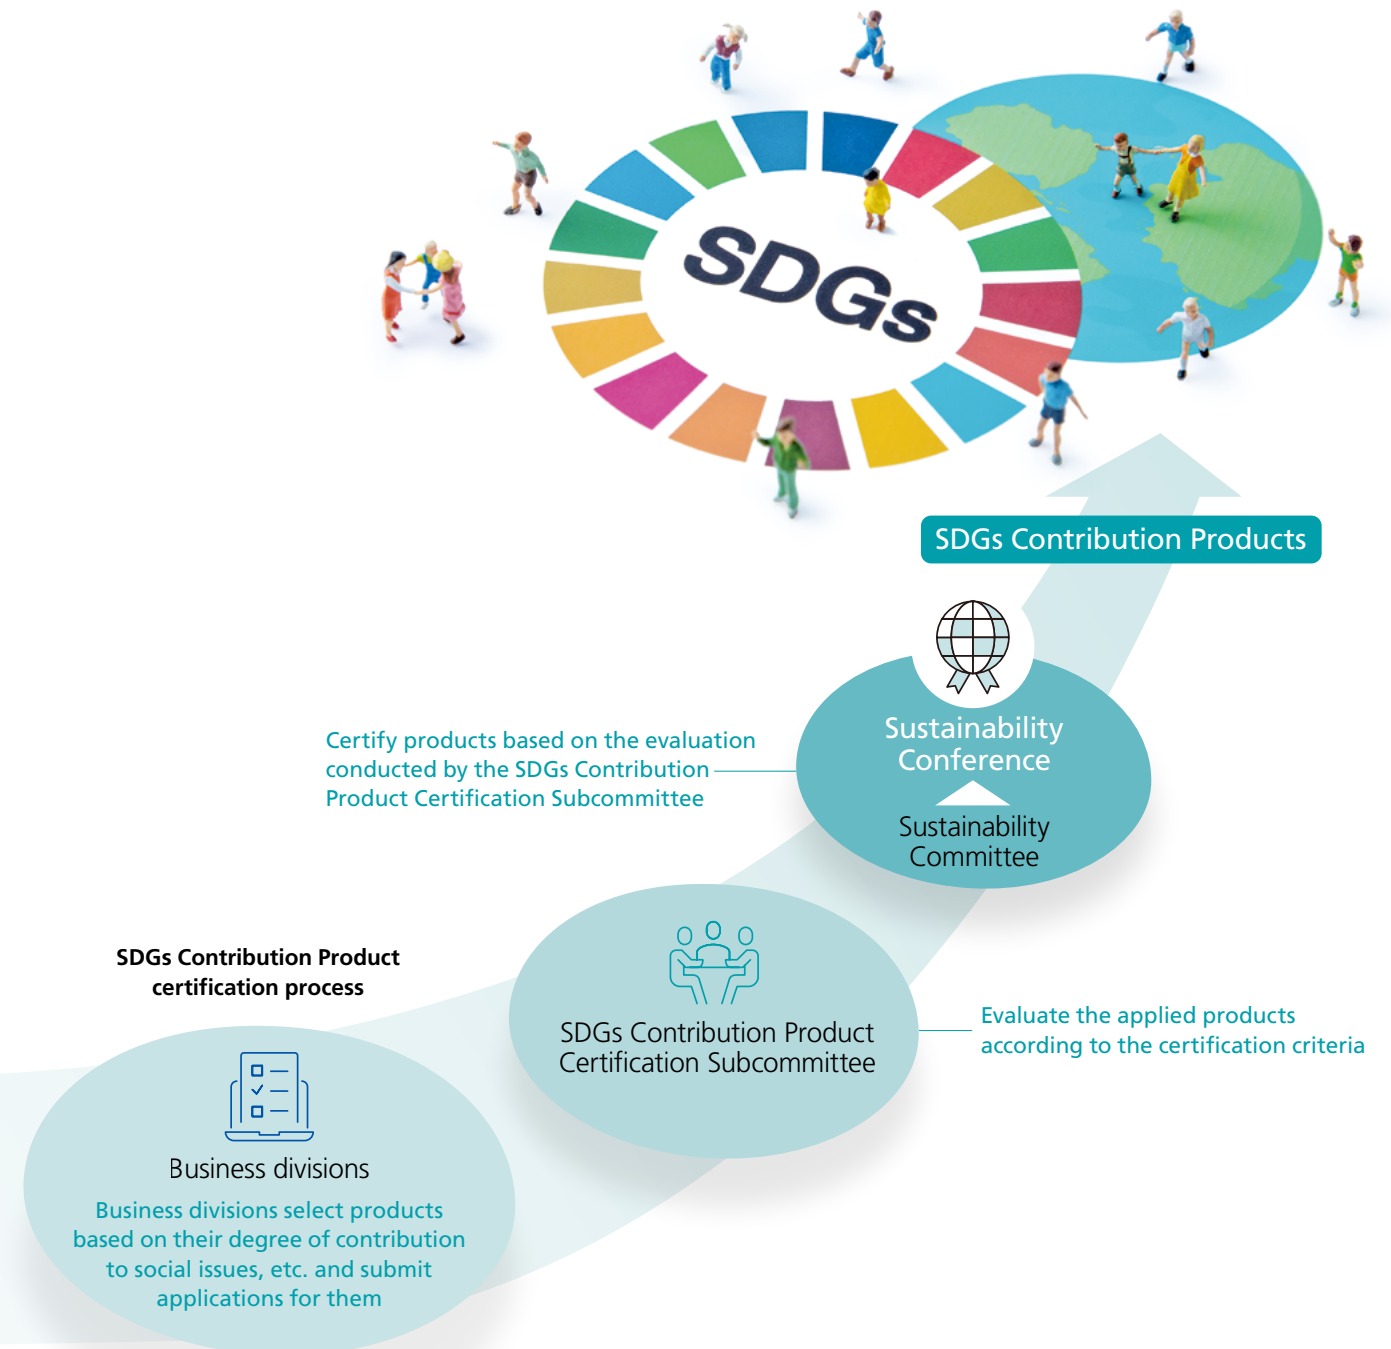 SDGs
SDGs Contribution Products
Sustainability
Conference
Certify products based on the evaluation
conducted by the SDGs Contribution
Product Certification Subcommittee
Sustainability
Committee
SDGs Contribution Product
certification process
SDGs Contribution Product
Certification Subcommittee
Evaluate the applied products
according to the certification criteria
Business divisions
Business divisions select products
based on their degree of contribution
to social issues, etc. and submit
applications for them